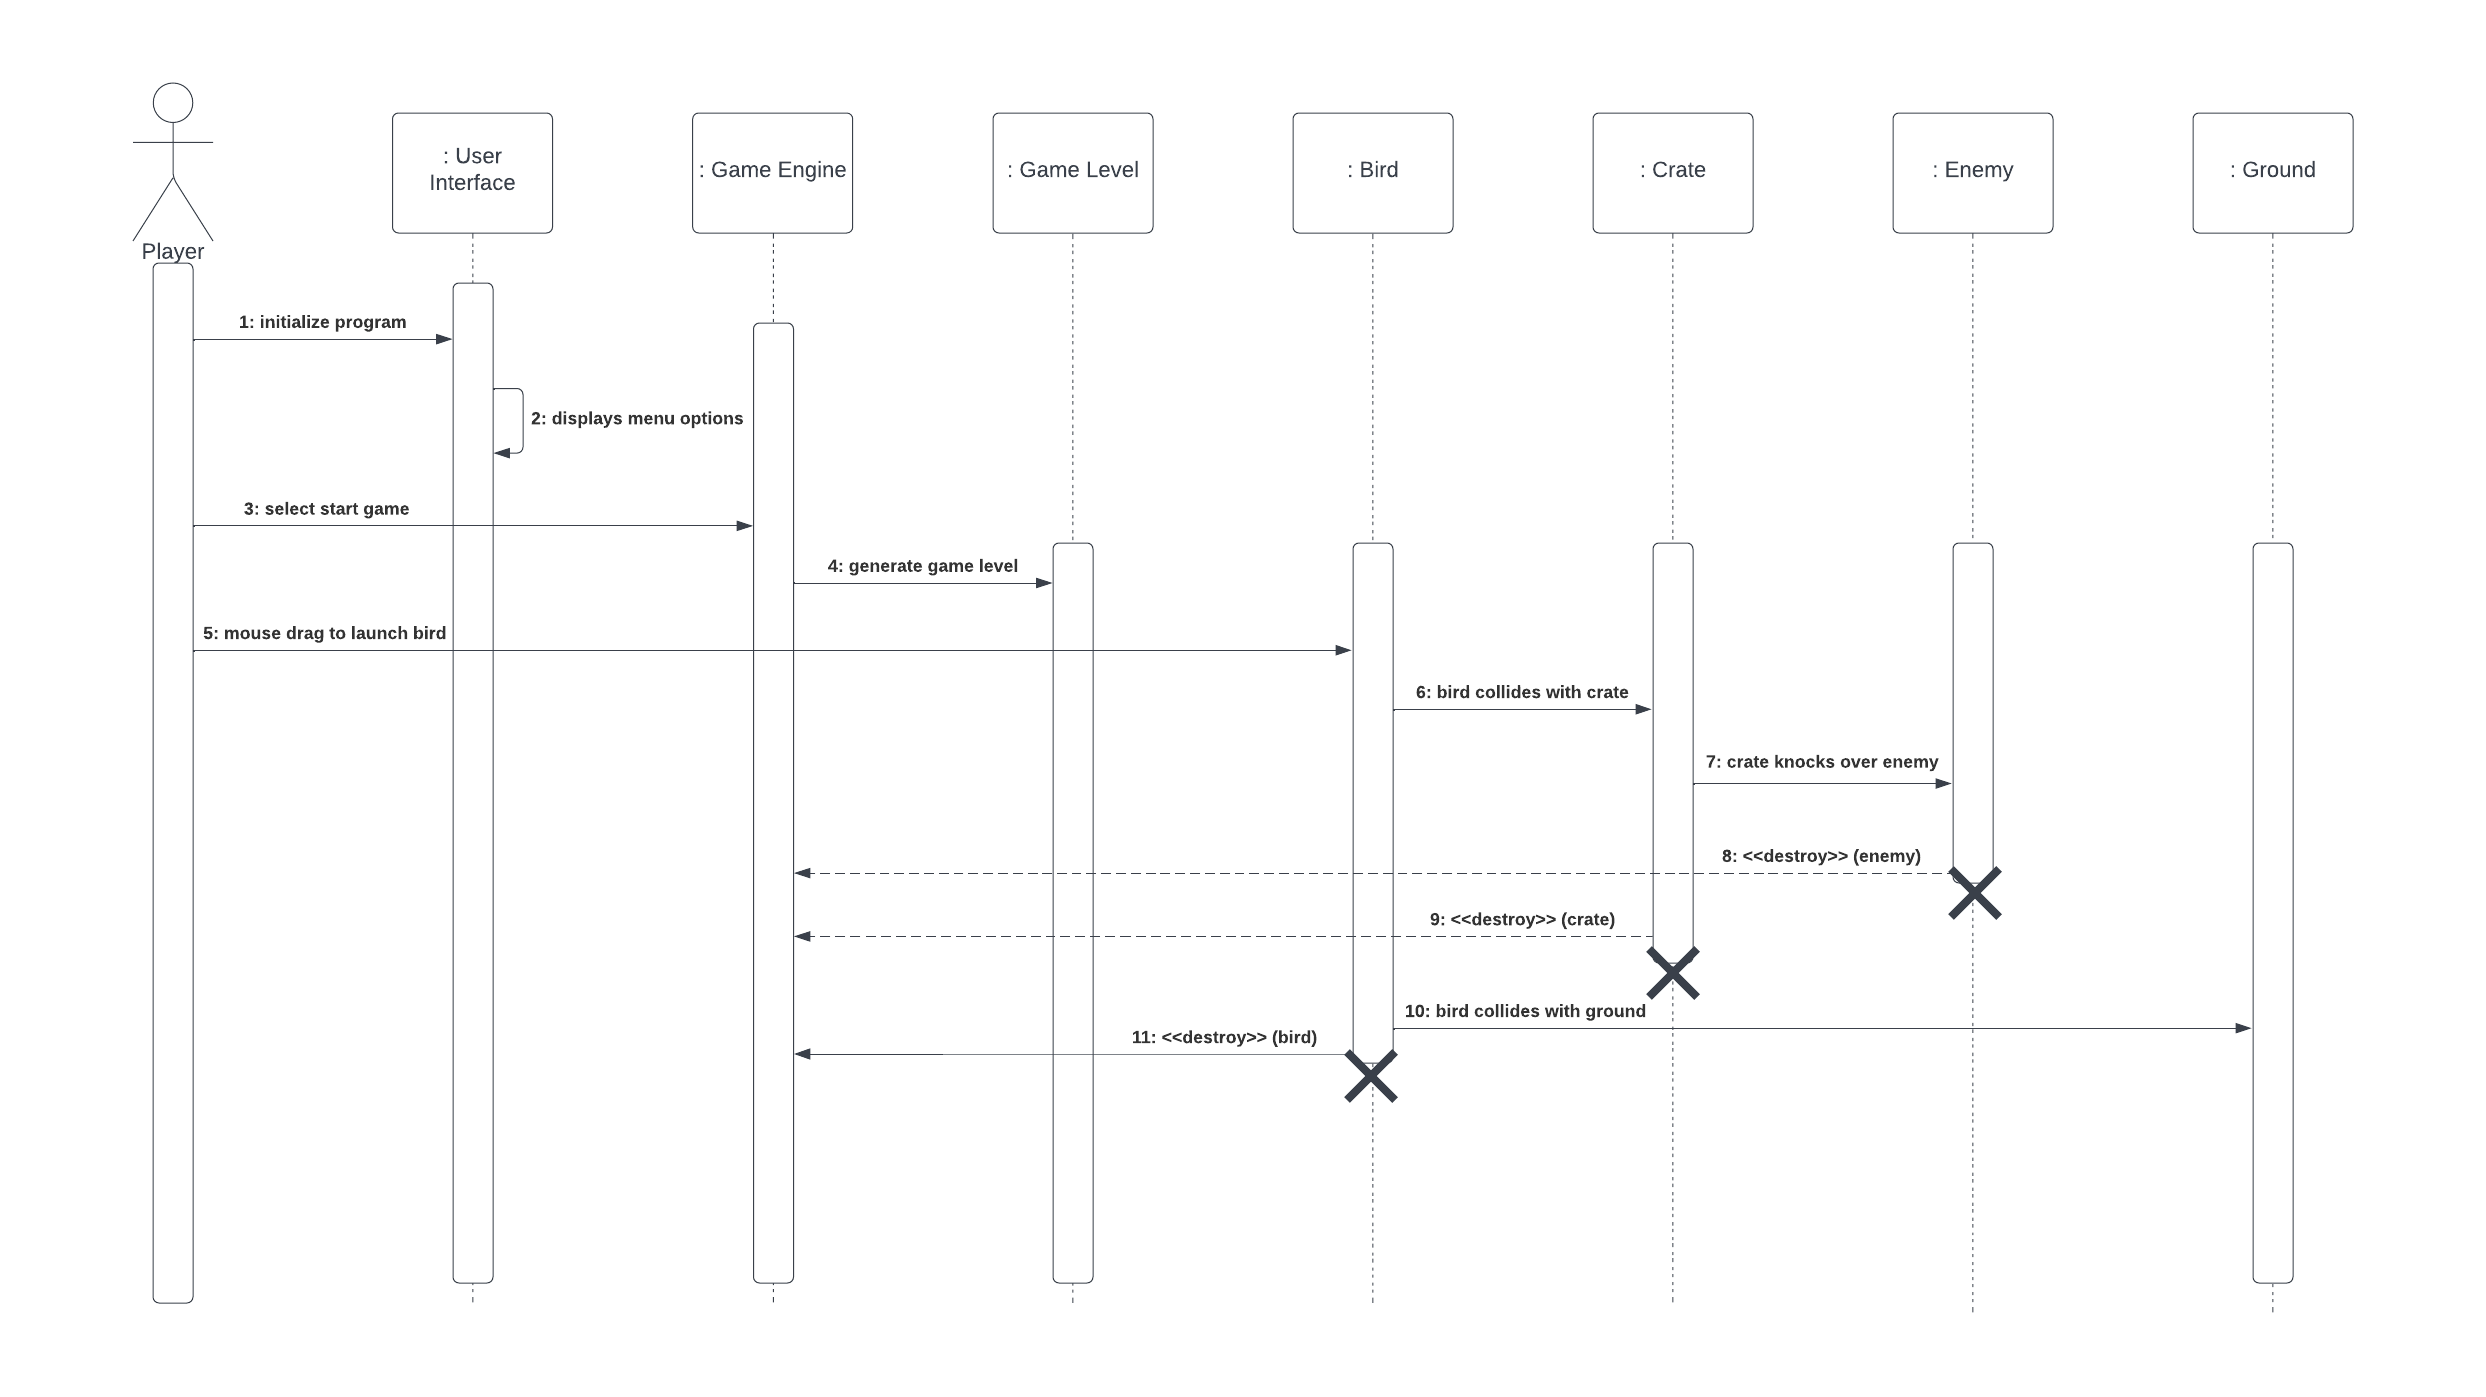 : User
Interface
: Game Engine
: Game Level
: Bird
: Crate
: Enemy
: Ground
Player
1: initialize program
2: displays menu options
3: select start game
4: generate game level
5: mouse drag to launch bird
6: bird collides with crate
7: crate knocks over enemy
8: <<destroy>> (enemy)
9: <<destroy>> (crate)
10: bird collides with ground
11: <<destroy>> (bird)